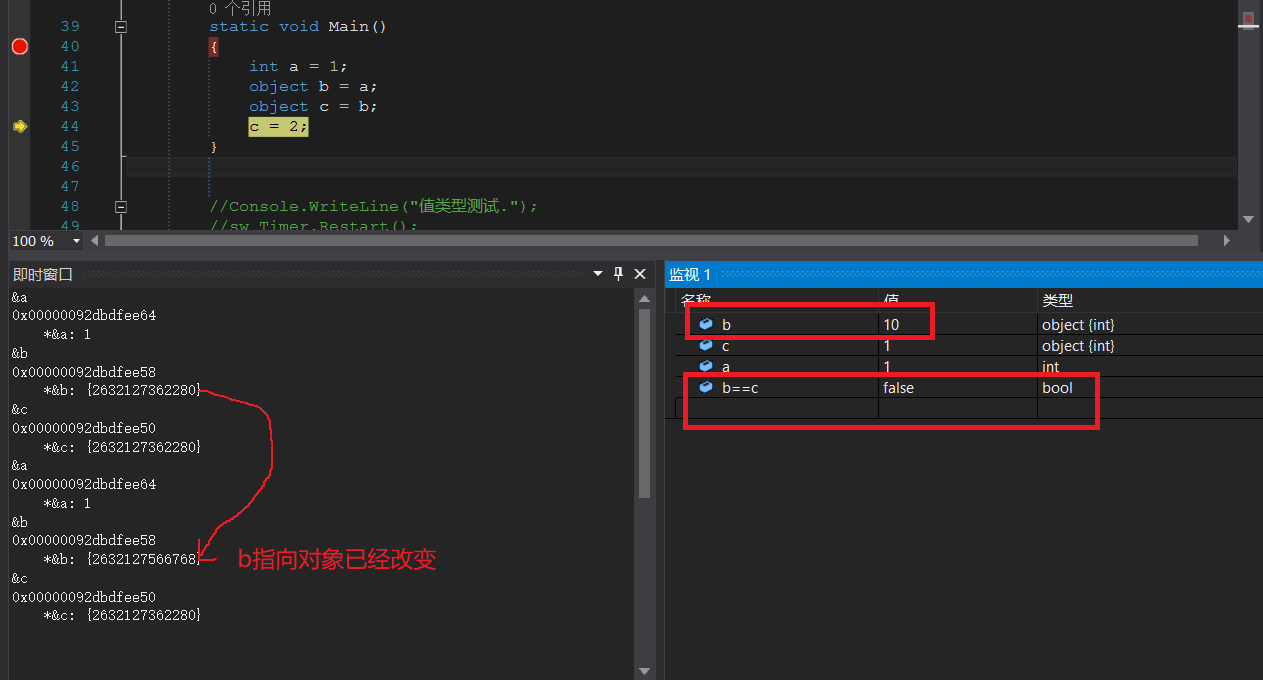 0 个引用
39 static void Main()
40 {
41 int a = 1;
42 object b = a;
43 object c = b;
44 c = 2;
45 }
46
47
48 //Console.WriteLine("值类型测试.");
49 //sw Timer.Restart();
100 %
即时窗口
&a
0x00000092dbdfee64
*&a: 1
&b
0x00000092dbdfee58
*&b: {2632127362280}
&c
0x00000092dbdfee50
*&c: {2632127362280}
&a
0x00000092dbdfee64
*&a: 1
&b
0x00000092dbdfee58
*&b: {2632127566768}
&c
0x00000092dbdfee50
*&c: {2632127362280}
b指向对象已经改变
监视 1
名称 值 类型
b 10 object {int}
c 1 object {int}
a 1 int
b==c false bool